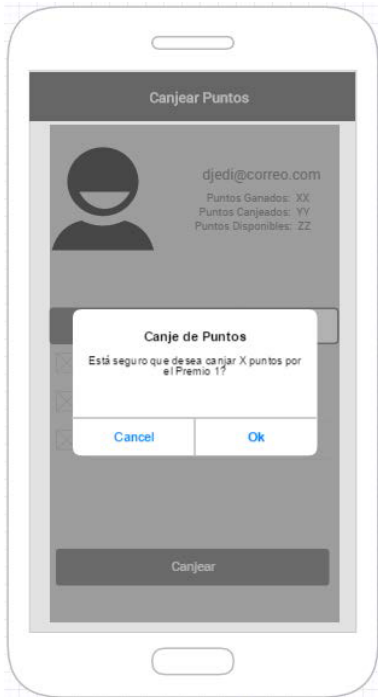 Canjear Puntos
djedi@correo.com
Puntos Ganados: XX
Puntos Canjeados: YY
Puntos Disponibles: ZZ
Canje de Puntos
Está seguro que desea canjar X puntos por
el Premio 1?
Cancel
Ok
Canjear